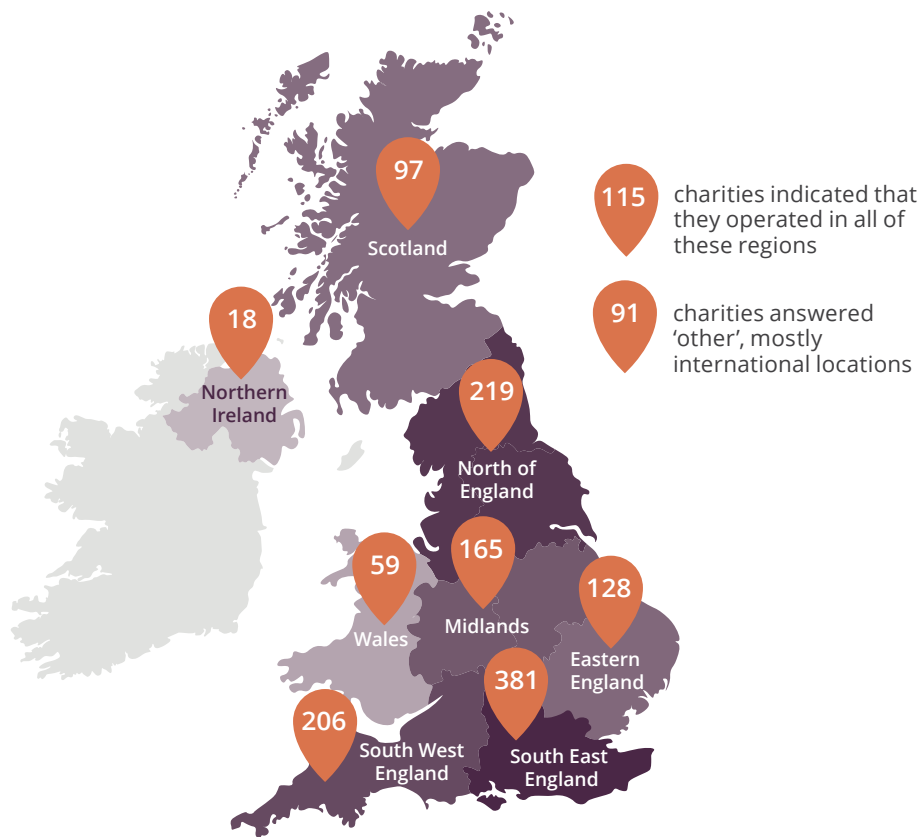 97
Scotland
115
charities indicated that
they operated in all of
these regions
91
charities answered
‘other’, mostly
international locations
18
Northern
Ireland
219
North of
England
59
Wales
165
Midlands
128
Eastern
England
206
South West
England
381
South East
England